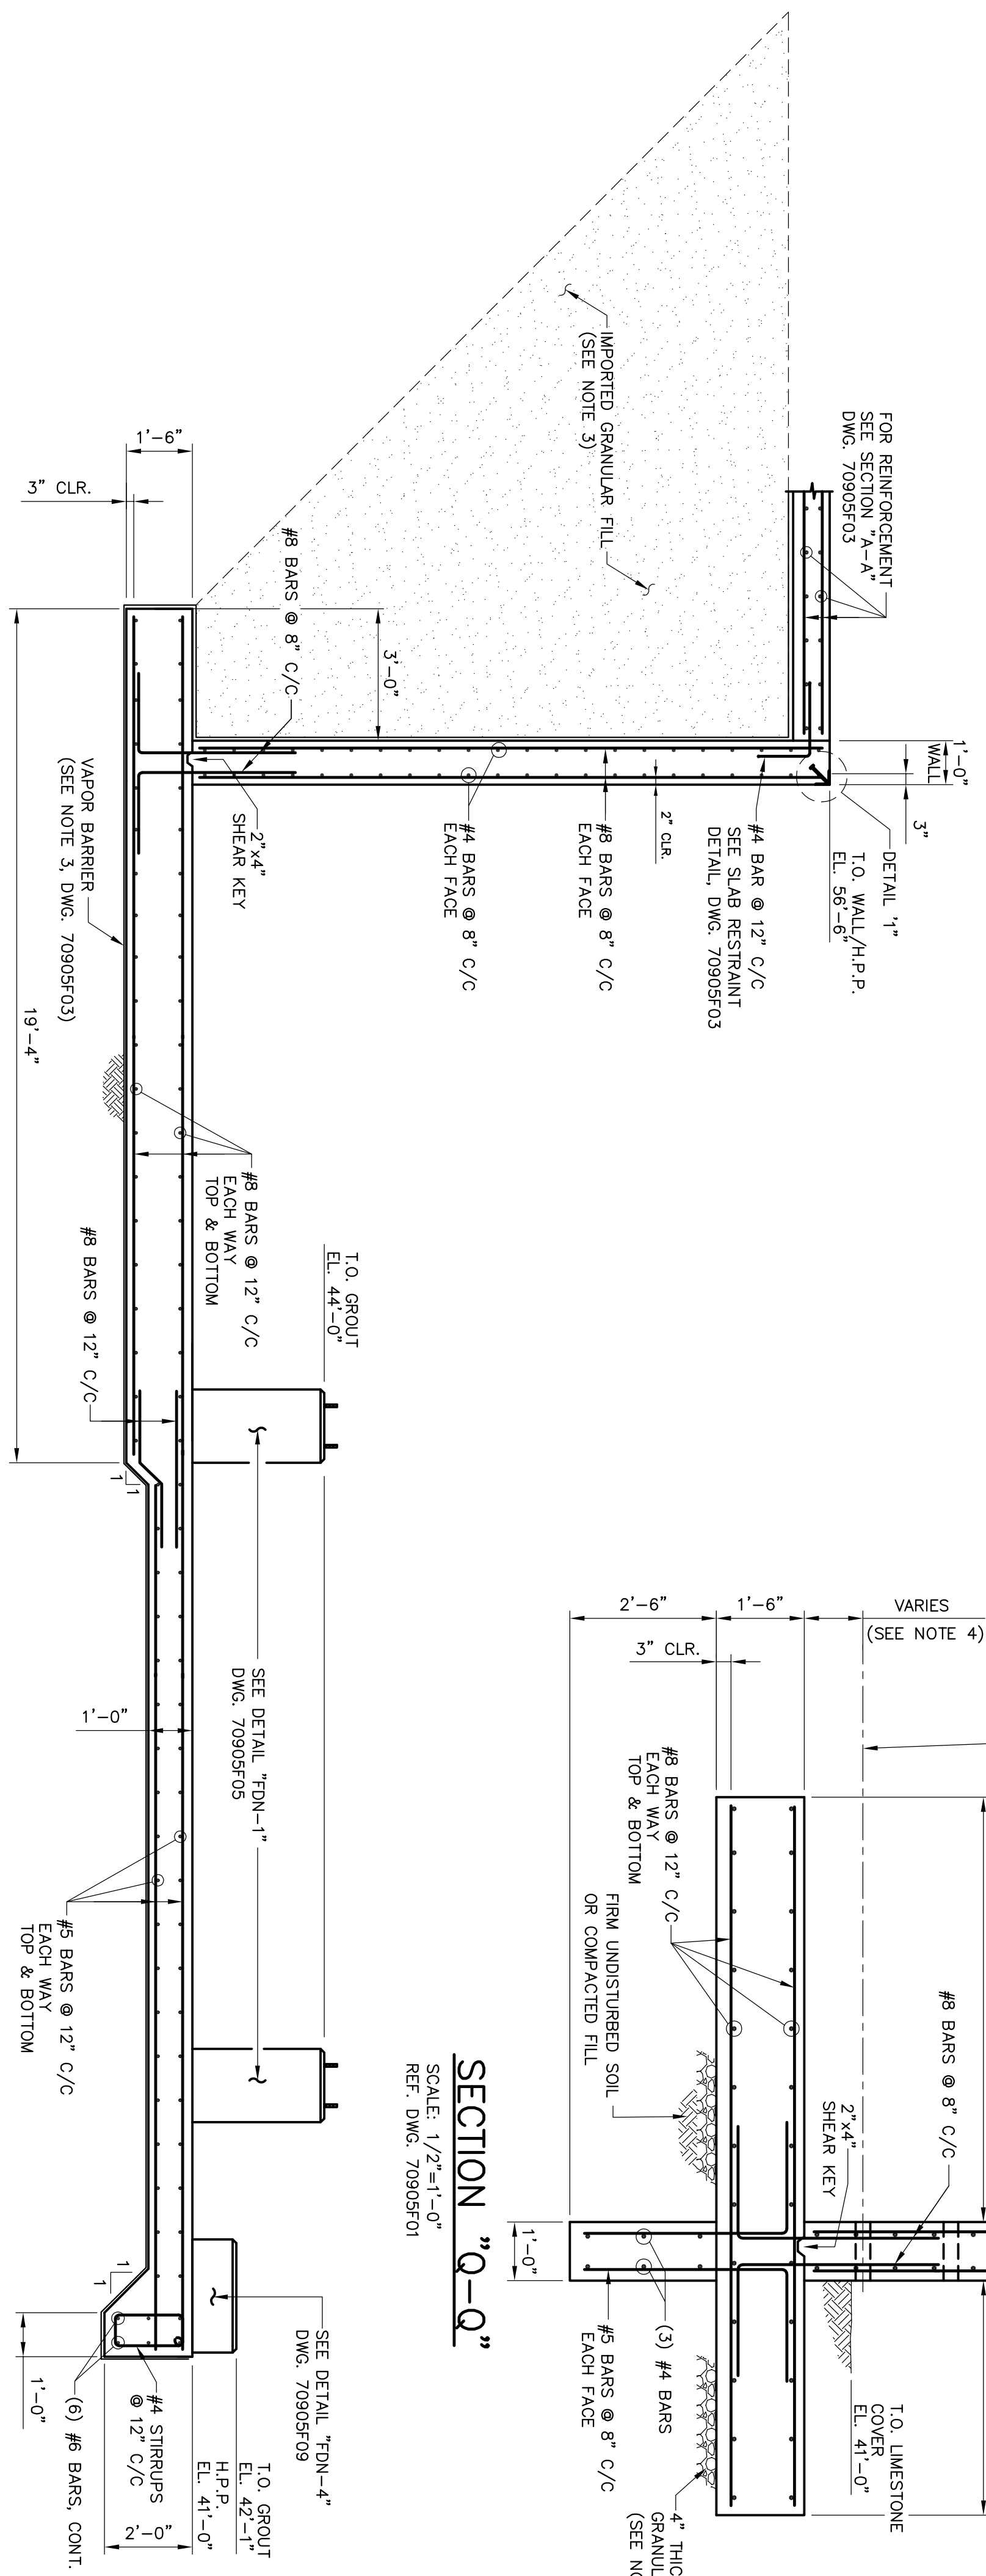 1'-6"
3" CLR.
IMPORTED GRANULAR FILL
(SEE NOTE 3)
FOR REINFORCEMENT
SEE SECTION "A-A"
DWG. 70905F03
#8 BARS @ 8" C/C
3'-0"
1'-0"
WALL
3"
DETAIL '1'
T.O. WALL/H.P.P.
EL. 56'-6"
#4 BAR @ 12" C/C
SEE SLAB RESTRAINT
DETAIL, DWG. 70905F03
2" CLR.
#8 BARS @ 8" C/C
EACH FACE
#4 BARS @ 8" C/C
EACH FACE
2"x4"
SHEAR KEY
VAPOR BARRIER
(SEE NOTE 3, DWG. 70905F03)
19'-4"
#8 BARS @ 12" C/C
EACH WAY
TOP & BOTTOM
#8 BARS @ 12" C/C
T.O. GROUT
EL. 44'-0"
1
1
SEE DETAIL "FDN-1"
DWG. 70905F05
1'-0"
#5 BARS @ 12" C/C
EACH WAY
TOP & BOTTOM
1
1
SEE DETAIL "FDN-4"
DWG. 70905F09
T.O. GROUT
EL. 42'-1"
H.P.P.
EL. 41'-0"
2'-0"
#4 STIRRUPS
@ 12" C/C
(6) #6 BARS, CONT.
1'-0"
SECTION "Q-Q"
SCALE: 1/2"=1'-0"
REF. DWG. 70905F01
2'-6"
1'-6"
VARIES
(SEE NOTE 4)
3" CLR.
#8 BARS @ 12" C/C
EACH WAY
TOP & BOTTOM
FIRM UNDISTURBED SOIL
OR COMPACTED FILL
#8 BARS @ 8" C/C
2"x4"
SHEAR KEY
1'-0"
(3) #4 BARS
#5 BARS @ 8" C/C
EACH FACE
T.O. LIMESTONE
COVER
EL. 41'-0"
4" THIC
GRANUL
(SEE NO